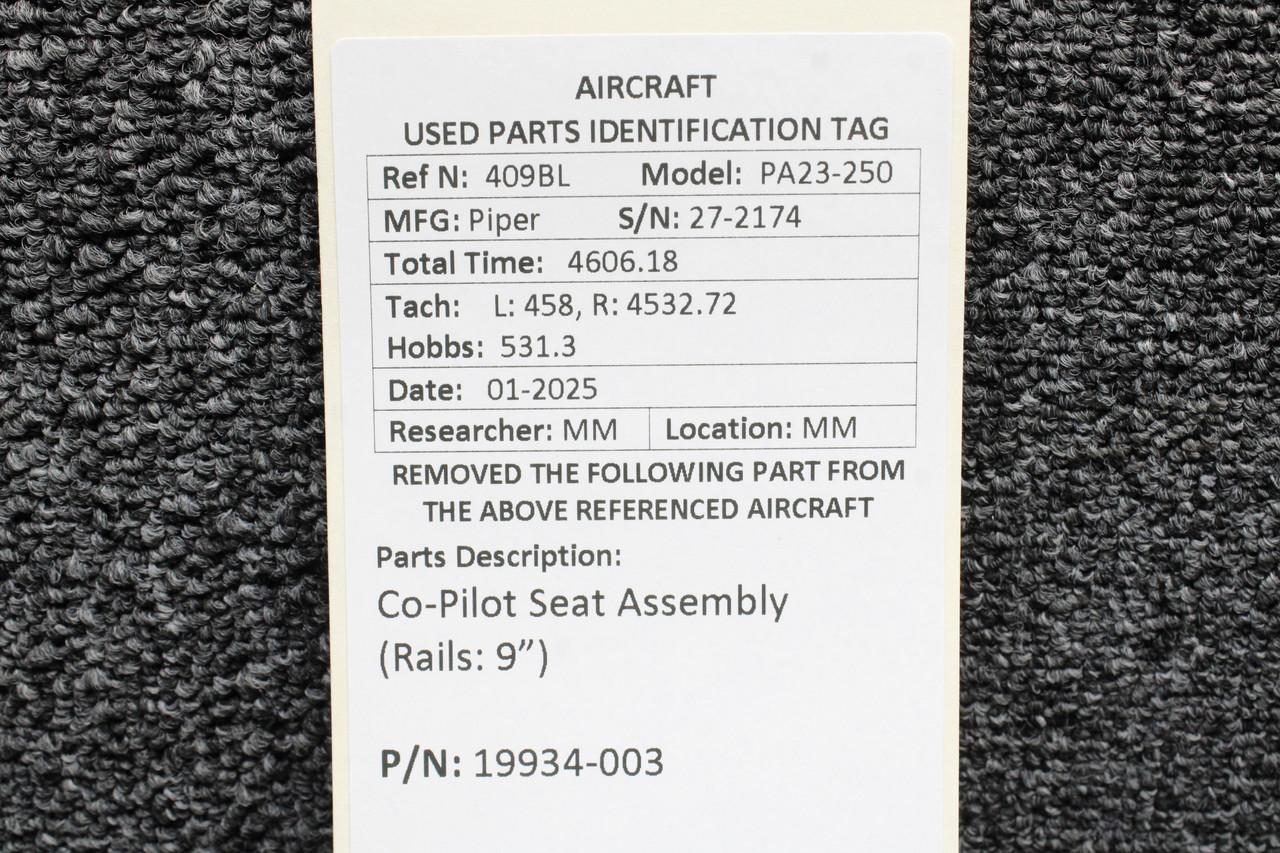 AIRCRAFT
USED PARTS IDENTIFICATION TAG
Ref N: 409BL Model: PA23-250
MFG: Piper S/N: 27-2174
Total Time: 4606.18
Tach: L: 458, R: 4532.72
Hobbs: 531.3
Date: 01-2025
Researcher: MM Location: MM
REMOVED THE FOLLOWING PART FROM
THE ABOVE REFERENCED AIRCRAFT
Parts Description:
Co-Pilot Seat Assembly
(Rails: 9”)
P/N: 19934-003